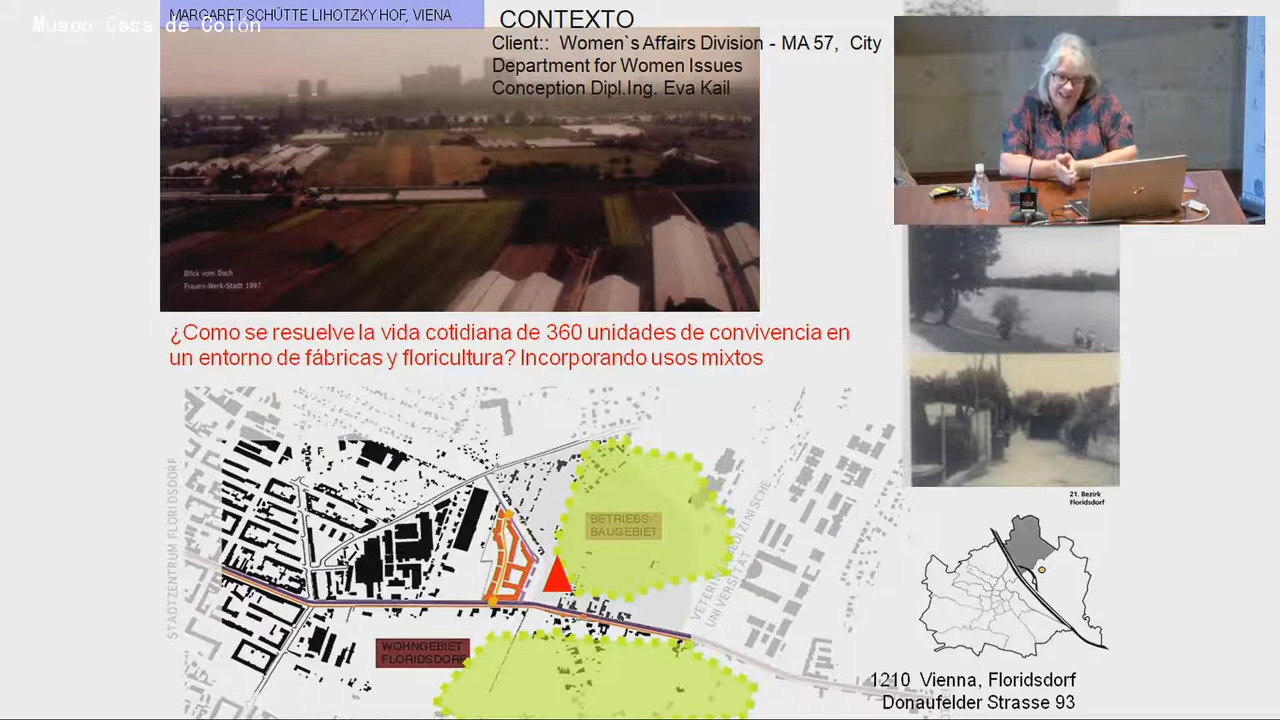 MARGARET SCHÜTTE LIHOTZKY HOF, VIENA
Museo Casa de Colón
CONTEXTO
Client:: Women`s Affairs Division - MA 57, City
Department for Women Issues
Conception Dipl.Ing. Eva Kail
Blick vom Dach
Frauen-Werk-Stadt 1997
¿Como se resuelve la vida cotidiana de 360 unidades de convivencia en
un entorno de fábricas y floricultura? Incorporando usos mixtos
STADTZENTRUM FLORIDSDORF
BETRIEBS-
BAUGEBIET
VETERINÄRMEDIZINISCHE
UNIVERSITÄT
WOHNGEBIET
FLORIDSDORF
21. Bezirk
Floridsdorf
1210 Vienna, Floridsdorf
Donaufelder Strasse 93